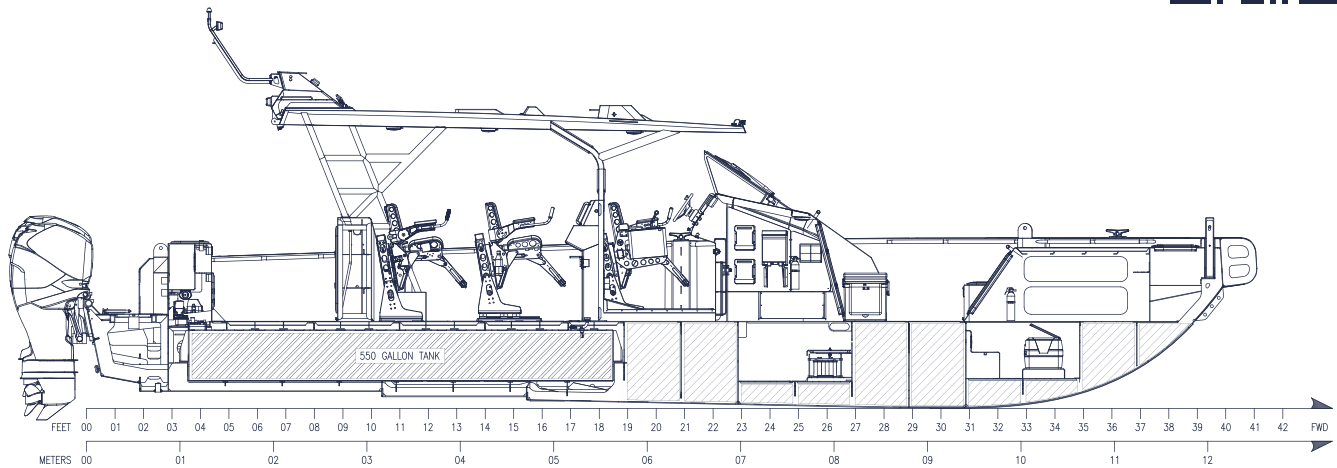 550 GALLON TANK
FEET 00 01 02 03 04 05 06 07 08 09 10 11 12 13 14 15 16 17 18 19 20 21 22 23 24 25 26 27 28 29 30 31 32 33 34 35 36 37 38 39 40 41 42 FWD
METERS 00 01 02 03 04 05 06 07 08 09 10 11 12